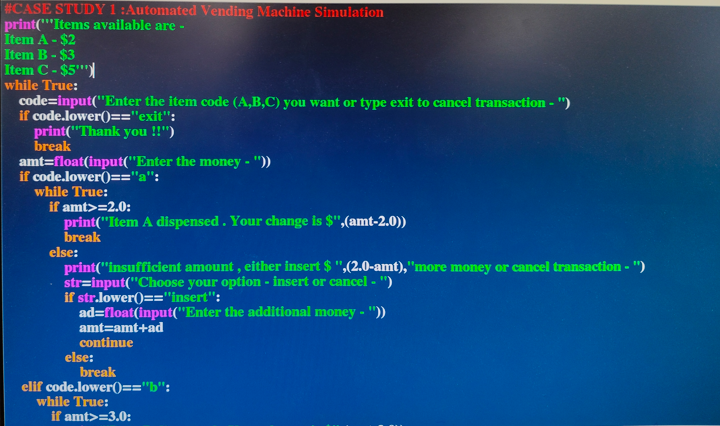 #CASE STUDY 1 :Automated Vending Machine Simulation
print('''Items available are -
Item A - $2
Item B - $3
Item C - $5''')
while True:
    code=input("Enter the item code (A,B,C) you want or type exit to cancel transaction - ")
    if code.lower()=="exit":
        print("Thank you !!")
        break
    amt=float(input("Enter the money - "))
    if code.lower()=="a":
        while True:
            if amt>=2.0:
                print("Item A dispensed . Your change is $",(amt-2.0))
                break
            else:
                print("insufficient amount , either insert $ ",(2.0-amt),"more money or cancel transaction - ")
                str=input("Choose your option - insert or cancel - ")
                if str.lower()=="insert":
                    ad=float(input("Enter the additional money - "))
                    amt=amt+ad
                    continue
                else:
                    break
    elif code.lower()=="b":
        while True:
            if amt>=3.0: